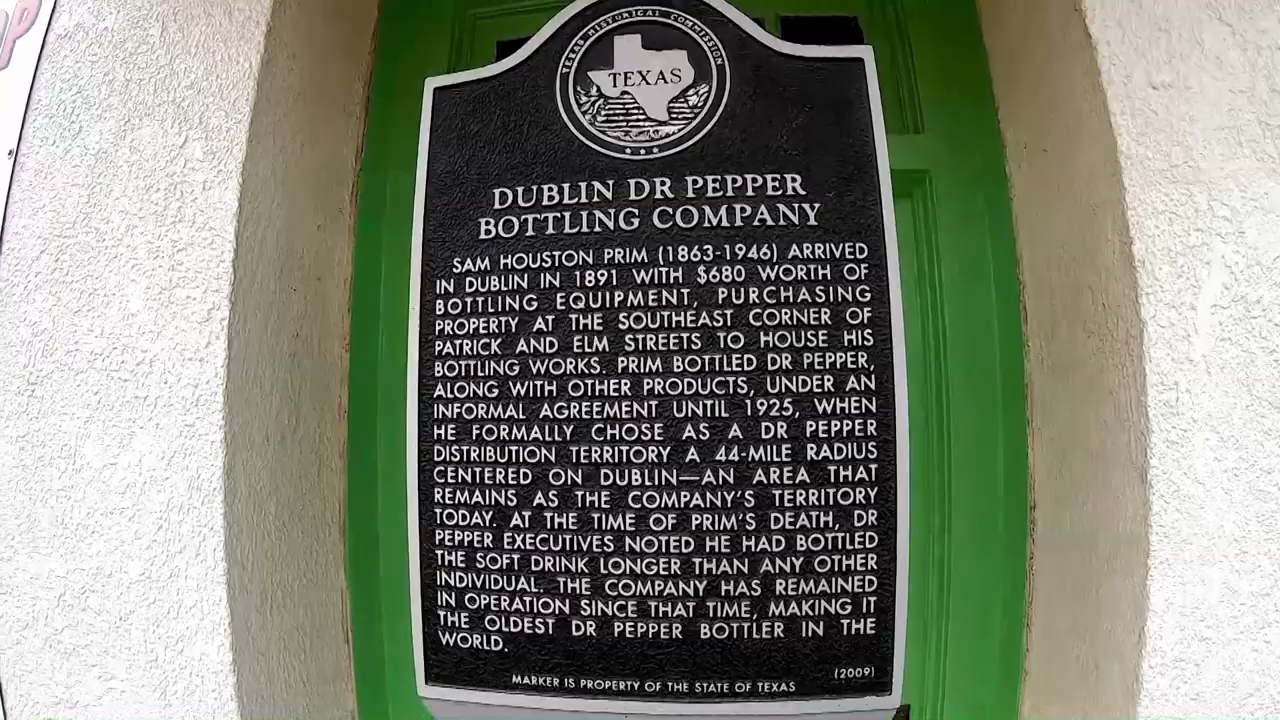 TEXAS HISTORICAL COMMISSION
TEXAS
DUBLIN DR PEPPER
BOTTLING COMPANY
SAM HOUSTON PRIM (1863-1946) ARRIVED
IN DUBLIN IN 1891 WITH $680 WORTH OF
BOTTLING EQUIPMENT, PURCHASING
PROPERTY AT THE SOUTHEAST CORNER OF
PATRICK AND ELM STREETS TO HOUSE HIS
BOTTLING WORKS. PRIM BOTTLED DR PEPPER,
ALONG WITH OTHER PRODUCTS, UNDER AN
INFORMAL AGREEMENT UNTIL 1925, WHEN
HE FORMALLY CHOSE AS A DR PEPPER
DISTRIBUTION TERRITORY A 44-MILE RADIUS
CENTERED ON DUBLIN—AN AREA THAT
REMAINS AS THE COMPANY'S TERRITORY
TODAY. AT THE TIME OF PRIM'S DEATH, DR
PEPPER EXECUTIVES NOTED HE HAD BOTTLED
THE SOFT DRINK LONGER THAN ANY OTHER
INDIVIDUAL. THE COMPANY HAS REMAINED
IN OPERATION SINCE THAT TIME, MAKING IT
THE OLDEST DR PEPPER BOTTLER IN THE
WORLD.
(2009)
MARKER IS PROPERTY OF THE STATE OF TEXAS